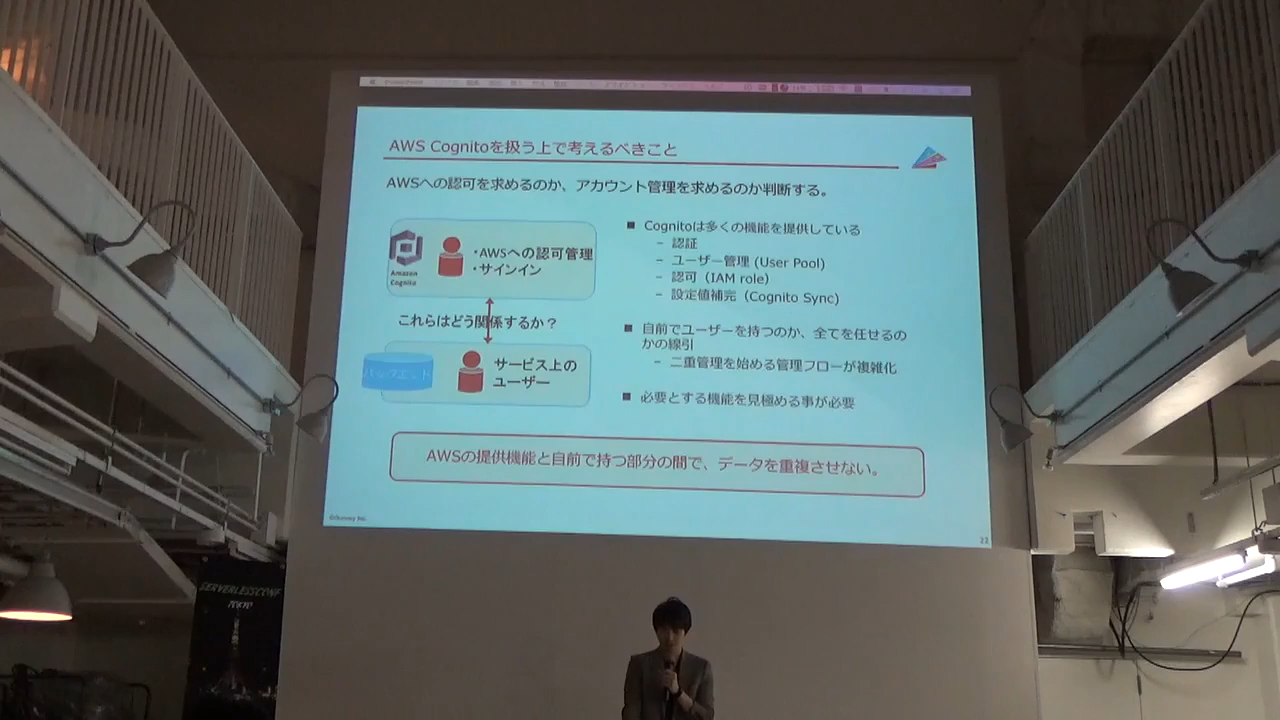 AWS Cognitoを扱う上で考えるべきこと
AWSへの認可を求めるのか、アカウント管理を求めるのか判断する。
Amazon
Cognito
・AWSへの認可管理
・サインイン
これらはどう関係するか？
バックエンド
サービス上の
ユーザー
■ Cognitoは多くの機能を提供している
– 認証
– ユーザー管理 (User Pool)
– 認可（IAM role）
– 設定値補完（Cognito Sync）
■ 自前でユーザーを持つのか、全てを任せるの
かの線引
– 二重管理を始める管理フローが複雑化
■ 必要とする機能を見極める事が必要
AWSの提供機能と自前で持つ部分の間で、データを重複させない。
22
SERVERLESSCONF
TOKYO